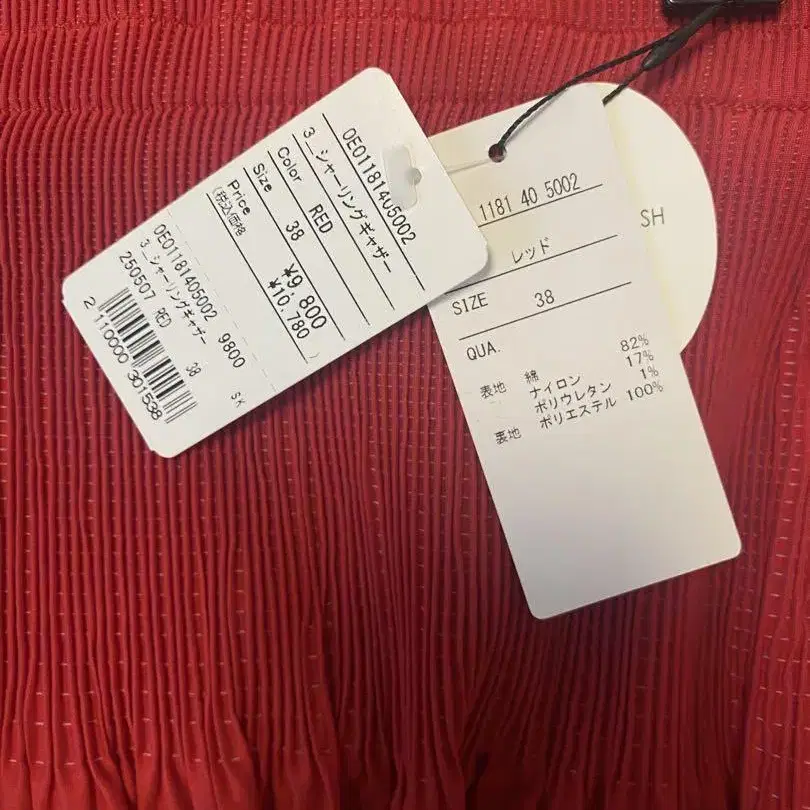 0E01181405002
3_シャーリングギャザー
Color RED
Size 38
Price ¥9,800
(税込価格 ¥10,780 )
0E01181405002 9800
3_シャーリングギャザー
250507 RED 38 SK
2 110000 301538
1181 40 5002
レッド
SIZE 38
QUA.
表地 綿 82%
ナイロン 17%
ポリウレタン 1%
裏地 ポリエステル 100%
SH